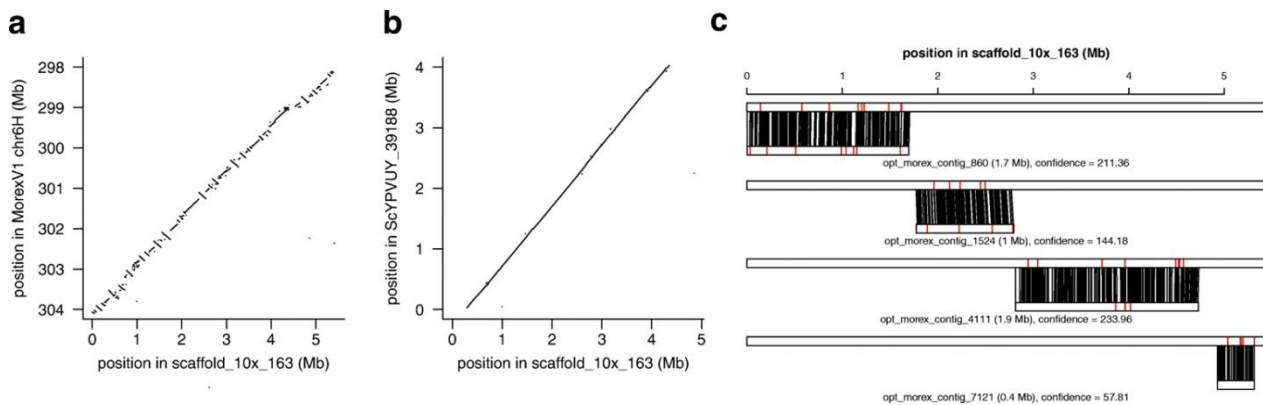 a
position in MorexV1 chr6H (Mb)
298
299
300
301
302
303
304
0 1 2 3 4 5
position in scaffold_10x_163 (Mb)
b
position in ScYPVUY_39188 (Mb)
4
3
2
1
0
0 1 2 3 4 5
position in scaffold_10x_163 (Mb)
c
position in scaffold_10x_163 (Mb)
0 1 2 3 4 5
opt_morex_contig_860 (1.7 Mb), confidence = 211.36
opt_morex_contig_1524 (1 Mb), confidence = 144.18
opt_morex_contig_4111 (1.9 Mb), confidence = 233.96
opt_morex_contig_7121 (0.4 Mb), confidence = 57.81